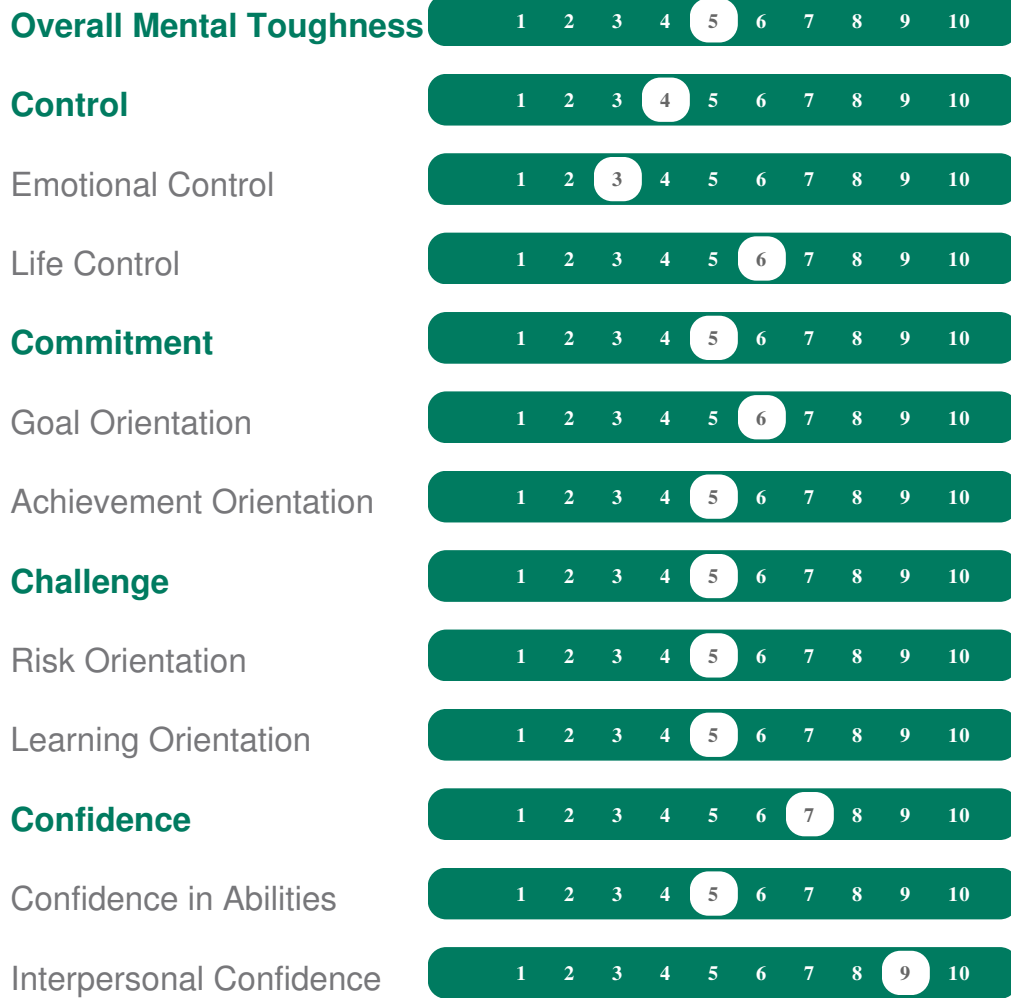 Overall Mental Toughness 1 2 3 4 5 6 7 8 9 10
Control 1 2 3 4 5 6 7 8 9 10
Emotional Control 1 2 3 4 5 6 7 8 9 10
Life Control 1 2 3 4 5 6 7 8 9 10
Commitment 1 2 3 4 5 6 7 8 9 10
Goal Orientation 1 2 3 4 5 6 7 8 9 10
Achievement Orientation 1 2 3 4 5 6 7 8 9 10
Challenge 1 2 3 4 5 6 7 8 9 10
Risk Orientation 1 2 3 4 5 6 7 8 9 10
Learning Orientation 1 2 3 4 5 6 7 8 9 10
Confidence 1 2 3 4 5 6 7 8 9 10
Confidence in Abilities 1 2 3 4 5 6 7 8 9 10
Interpersonal Confidence 1 2 3 4 5 6 7 8 9 10